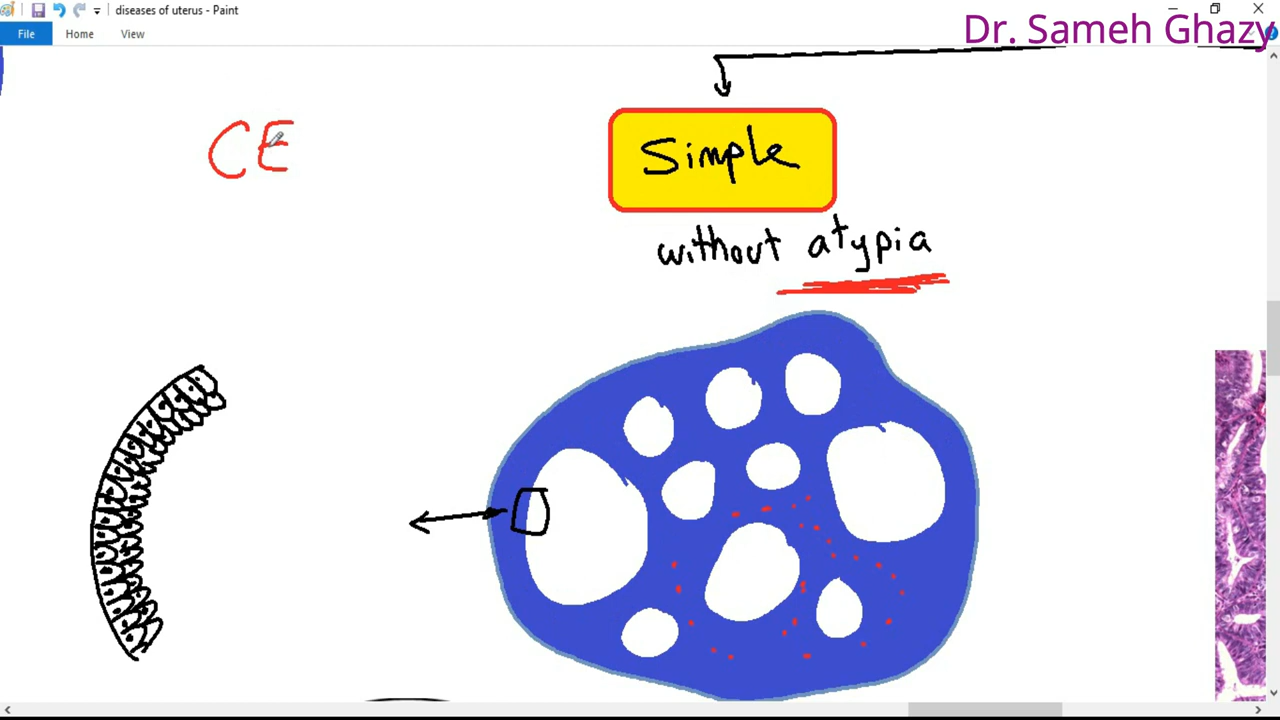 diseases of uterus - Paint
Dr. Sameh Ghazy
File Home View
CE
Simple
without atypia